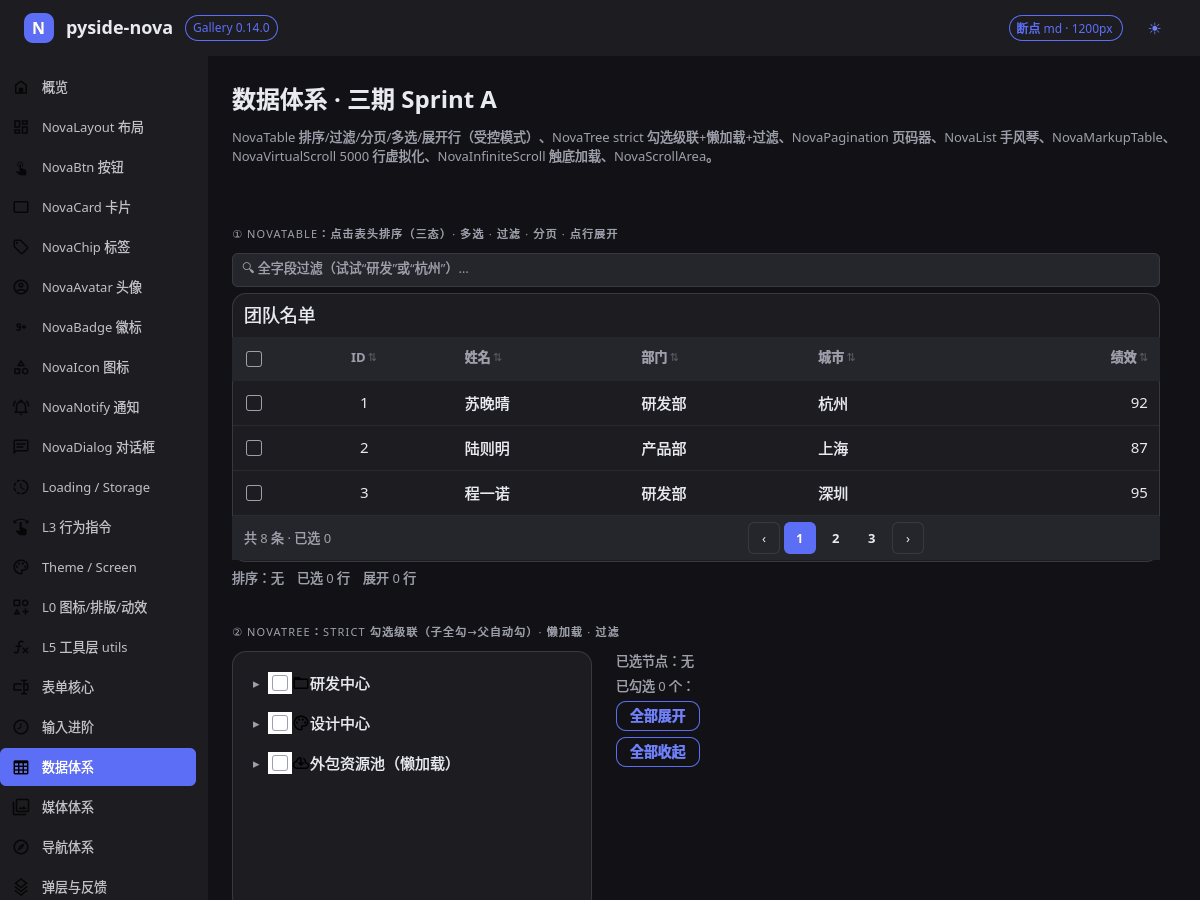 N pyside-nova Gallery 0.14.0 断点 md · 1200px
概览
NovaLayout 布局
NovaBtn 按钮
NovaCard 卡片
NovaChip 标签
NovaAvatar 头像
9+ NovaBadge 徽标
NovaIcon 图标
NovaNotify 通知
NovaDialog 对话框
Loading / Storage
L3 行为指令
Theme / Screen
L0 图标/排版/动效
L5 工具层 utils
表单核心
输入进阶
数据体系
媒体体系
导航体系
弹层与反馈
数据体系 · 三期 Sprint A
NovaTable 排序/过滤/分页/多选/展开行（受控模式）、NovaTree strict 勾选级联+懒加载+过滤、NovaPagination 页码器、NovaList 手风琴、NovaMarkupTable、
NovaVirtualScroll 5000 行虚拟化、NovaInfiniteScroll 触底加载、NovaScrollArea。
① NOVATABLE：点击表头排序（三态）· 多选 · 过滤 · 分页 · 点行展开
🔍 全字段过滤（试试“研发”或“杭州”）...
团队名单
ID ⇅ 姓名 ⇅ 部门 ⇅ 城市 ⇅ 绩效 ⇅
1 苏晚晴 研发部 杭州 92
2 陆则明 产品部 上海 87
3 程一诺 研发部 深圳 95
共 8 条 · 已选 0 ‹ 1 2 3 ›
排序：无 已选 0 行 展开 0 行
② NOVATREE：STRICT 勾选级联（子全勾→父自动勾）· 懒加载 · 过滤
▸ 研发中心
▸ 设计中心
▸ 外包资源池（懒加载）
已选节点：无
已勾选 0 个：
全部展开
全部收起